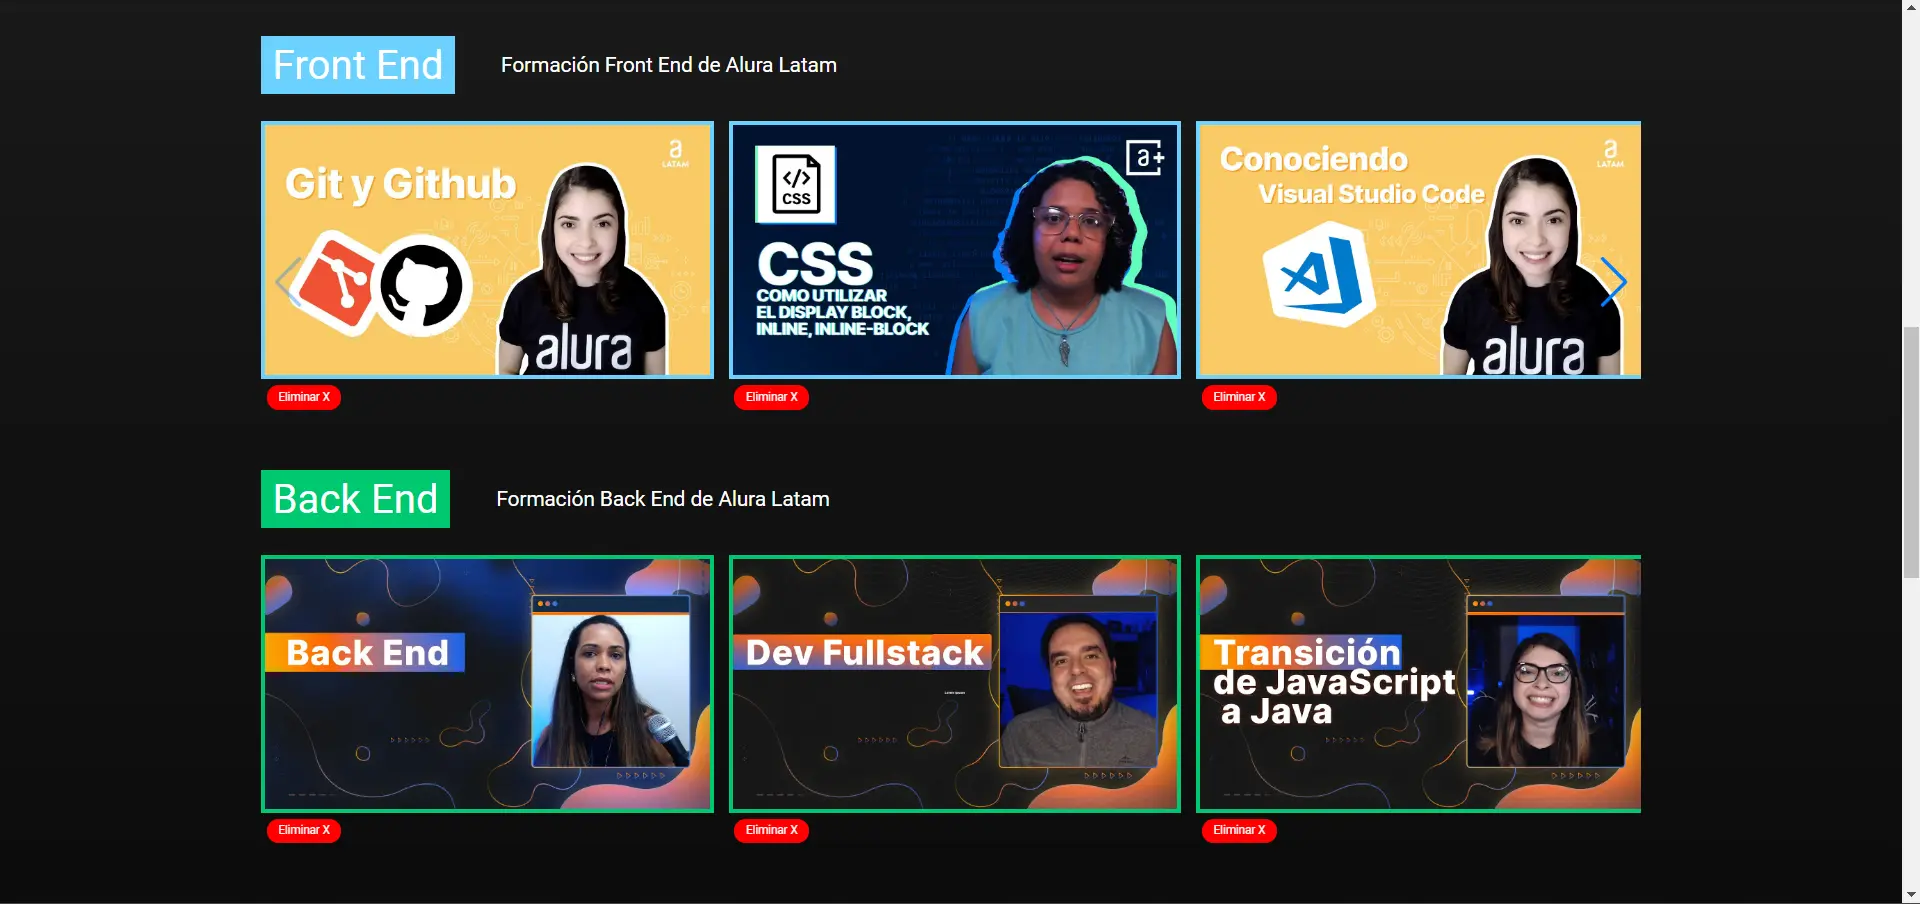 Front End
Formación Front End de Alura Latam
Git y Github
a
LATAM
alura
</>
CSS
a+
CSS
COMO UTILIZAR
EL DISPLAY BLOCK,
INLINE, INLINE-BLOCK
Conociendo
Visual Studio Code
a
LATAM
alura
Eliminar X
Eliminar X
Eliminar X
Back End
Formación Back End de Alura Latam
Back End
Dev Fullstack
Transición
de JavaScript
a Java
Eliminar X
Eliminar X
Eliminar X